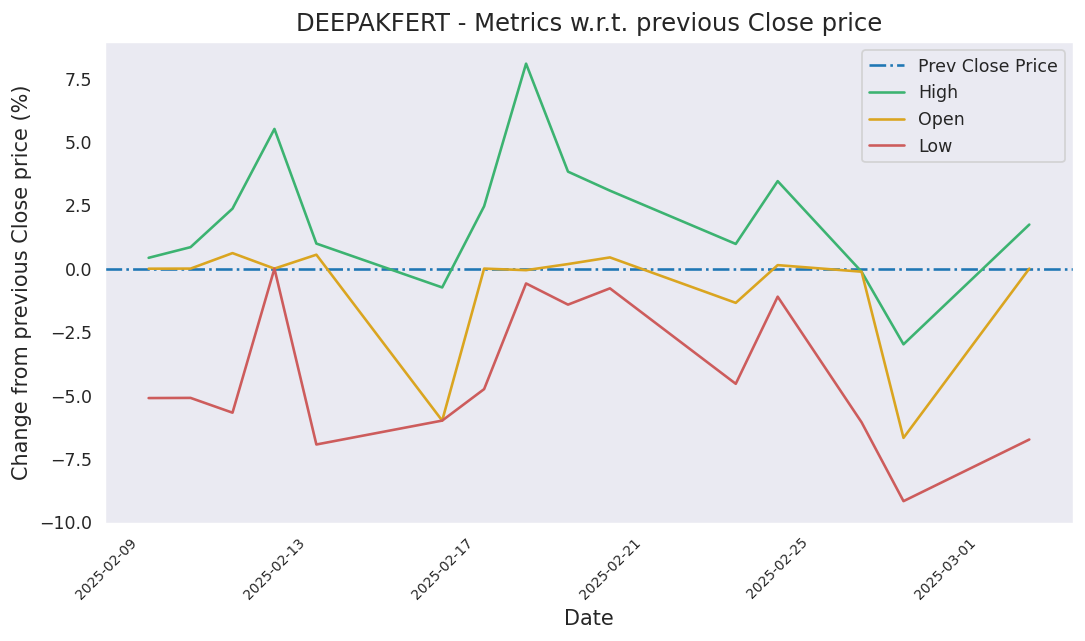 DEEPAKFERT - Metrics w.r.t. previous Close price
Change from previous Close price (%)
7.5
5.0
2.5
0.0
−2.5
−5.0
−7.5
−10.0
Prev Close Price
High
Open
Low
2025-02-09
2025-02-13
2025-02-17
2025-02-21
2025-02-25
2025-03-01
Date